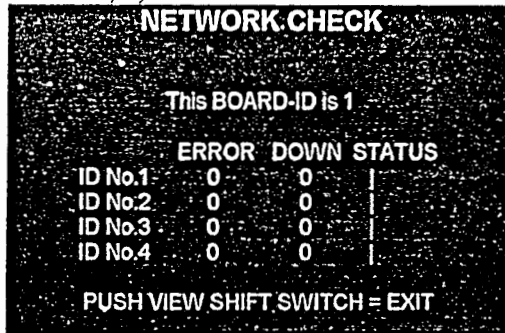 NETWORK CHECK
This BOARD-ID is 1
ERROR DOWN STATUS
ID No.1 0 0 |
ID No.2 0 0 |
ID No.3 0 0 |
ID No.4 0 0 |
PUSH VIEW SHIFT SWITCH = EXIT